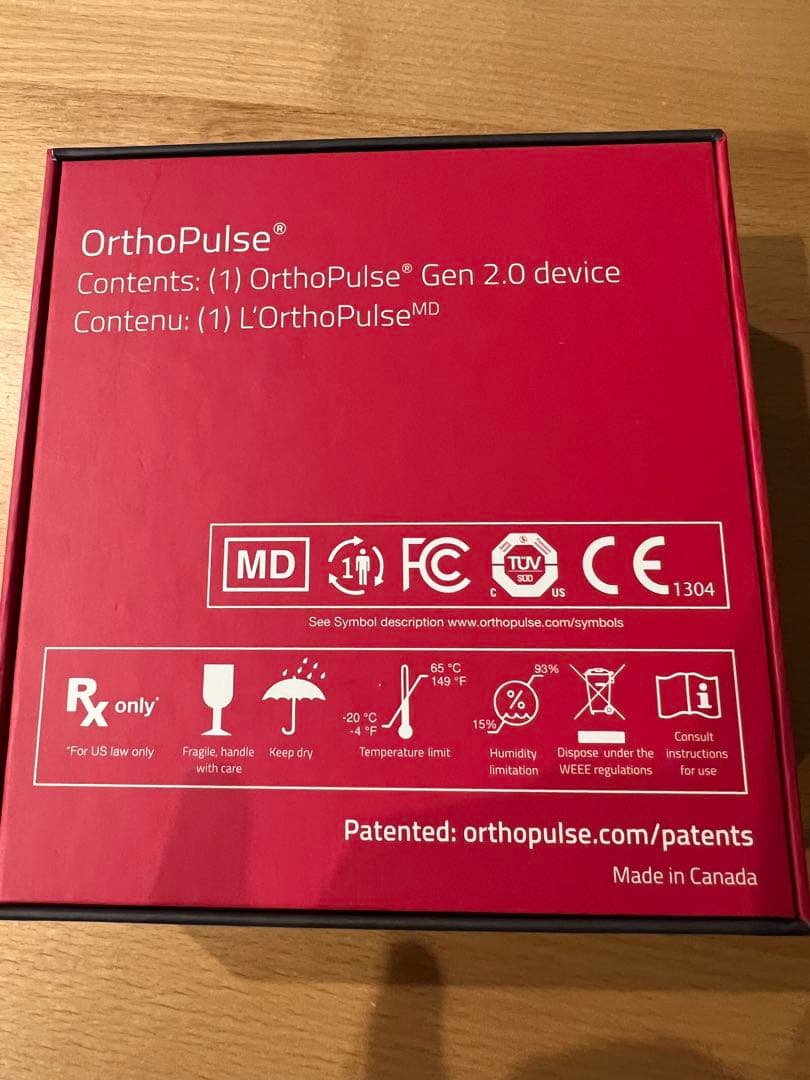 OrthoPulse®
Contents: (1) OrthoPulse® Gen 2.0 device
Contenu: (1) L'OrthoPulseMD
MD 1 FC TÜV SÜD C US CE 1304
See Symbol description www.orthopulse.com/symbols
Rx only*
*For US law only
Fragile, handle
with care
Keep dry
65 °C
149 °F
-20 °C
-4 °F
Temperature limit
93%
%
15%
Humidity
limitation
Dispose under the
WEEE regulations
i
Consult
instructions
for use
Patented: orthopulse.com/patents
Made in Canada